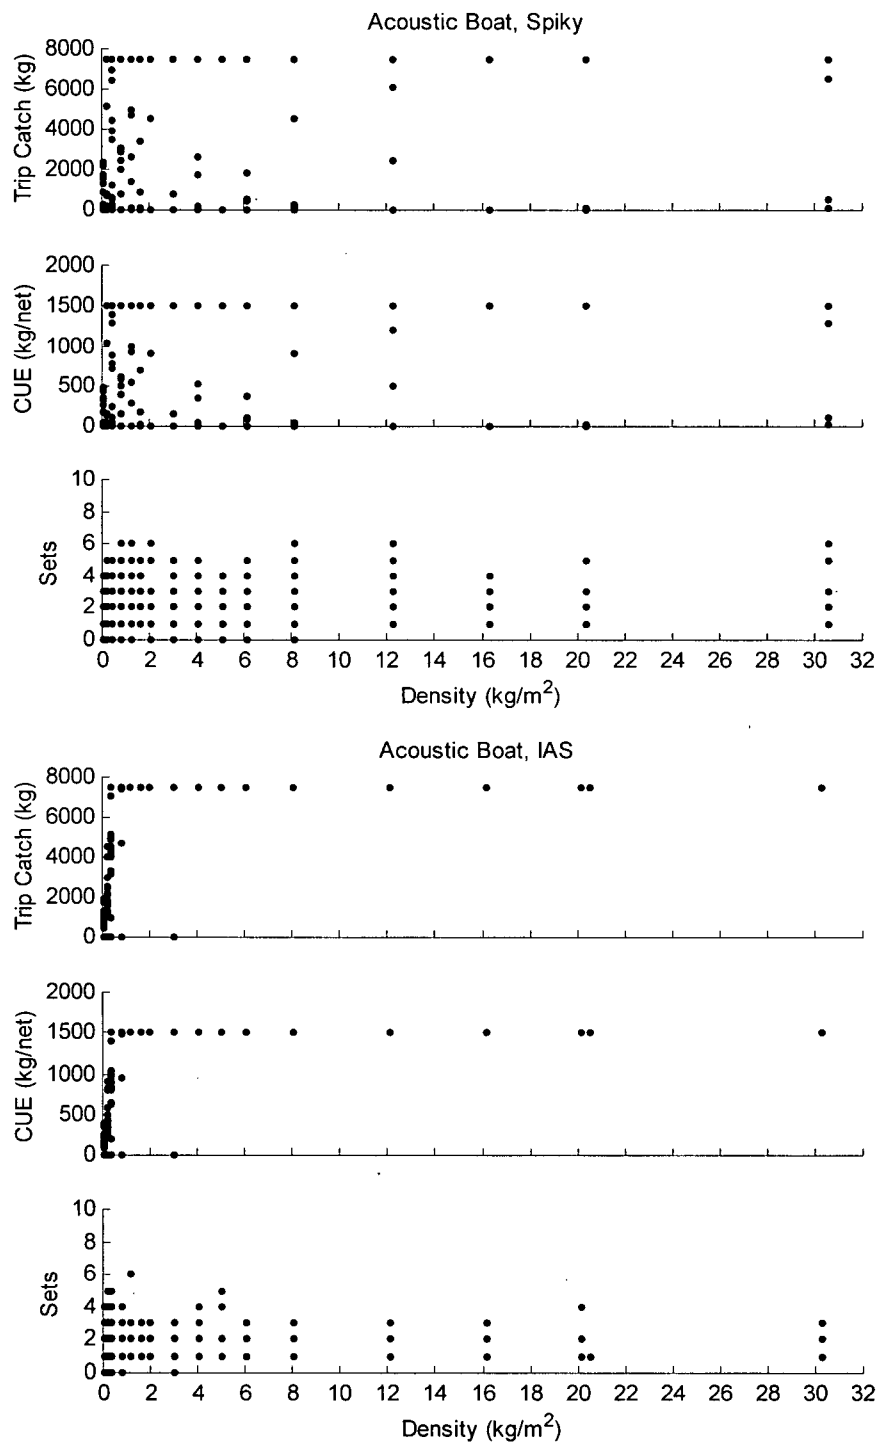 Acoustic Boat, Spiky
Trip Catch (kg)
8000
6000
4000
2000
0
CUE (kg/net)
2000
1500
1000
500
0
Sets
10
8
6
4
2
0
0 2 4 6 8 10 12 14 16 18 20 22 24 26 28 30 32
Density (kg/m²)
Acoustic Boat, IAS
Trip Catch (kg)
8000
6000
4000
2000
0
CUE (kg/net)
2000
1500
1000
500
0
Sets
10
8
6
4
2
0
0 2 4 6 8 10 12 14 16 18 20 22 24 26 28 30 32
Density (kg/m²)